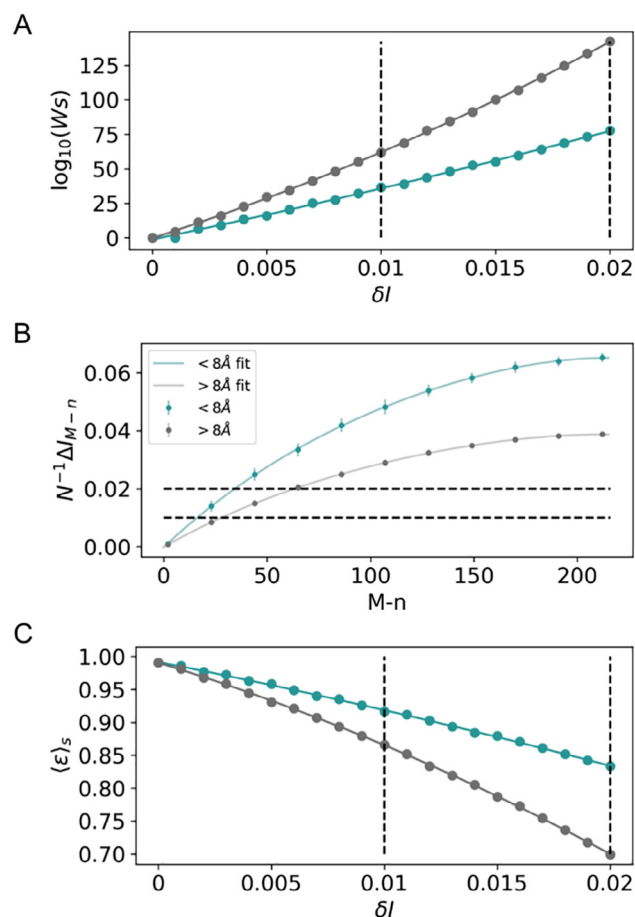 A
log₁₀(Ws)
125
100
75
50
25
0
0 0.005 0.01 0.015 0.02
δI
B
N⁻¹ΔI_{M−n}
0.06
0.04
0.02
0.00
< 8Å fit
> 8Å fit
< 8Å
> 8Å
0 50 100 150 200
M-n
C
⟨ε⟩ₛ
1.00
0.95
0.90
0.85
0.80
0.75
0.70
0 0.005 0.01 0.015 0.02
δI